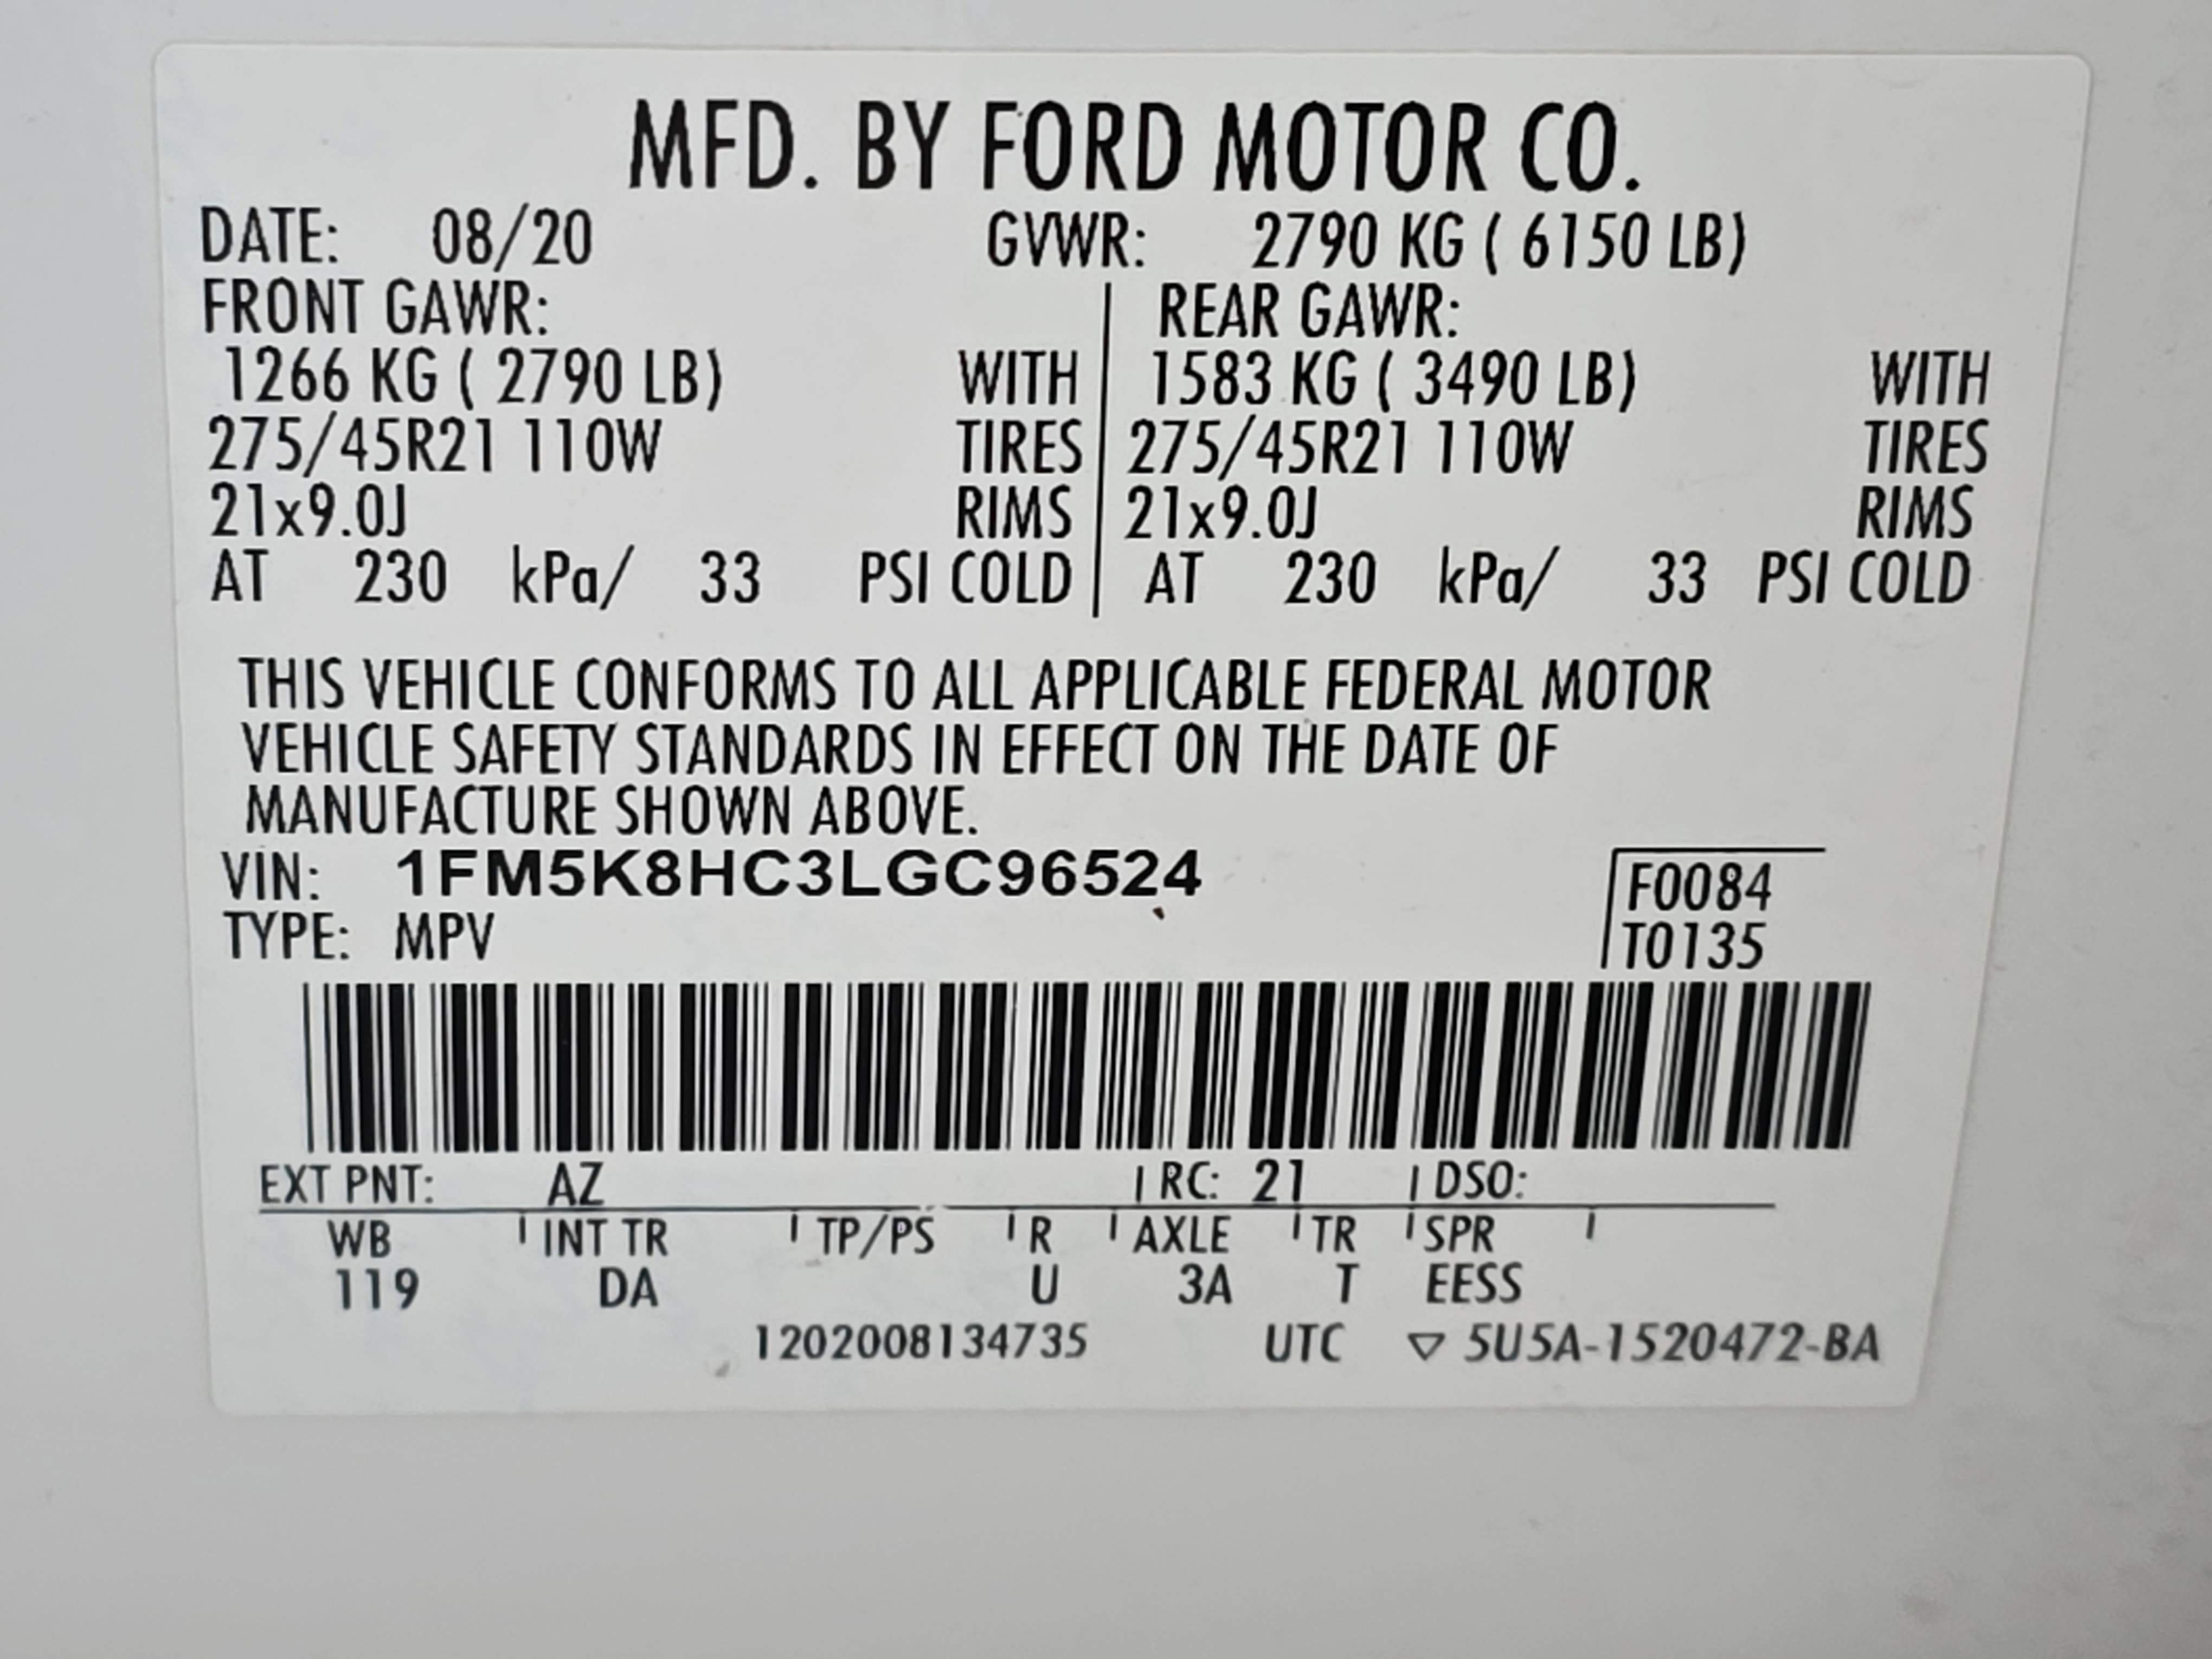 MFD. BY FORD MOTOR CO.
DATE: 08/20 GVWR: 2790 KG ( 6150 LB)
FRONT GAWR: REAR GAWR:
1266 KG ( 2790 LB) WITH 1583 KG ( 3490 LB) WITH
275/45R21 110W TIRES 275/45R21 110W TIRES
21x9.0J RIMS 21x9.0J RIMS
AT 230 kPa/ 33 PSI COLD AT 230 kPa/ 33 PSI COLD
THIS VEHICLE CONFORMS TO ALL APPLICABLE FEDERAL MOTOR
VEHICLE SAFETY STANDARDS IN EFFECT ON THE DATE OF
MANUFACTURE SHOWN ABOVE.
VIN: 1FM5K8HC3LGC96524 F0084
TYPE: MPV T0135
EXT PNT: AZ RC: 21 DSO:
WB INT TR TP/PS R AXLE TR SPR
119 DA U 3A T EESS
1202008134735 UTC ▽ 5U5A-1520472-BA